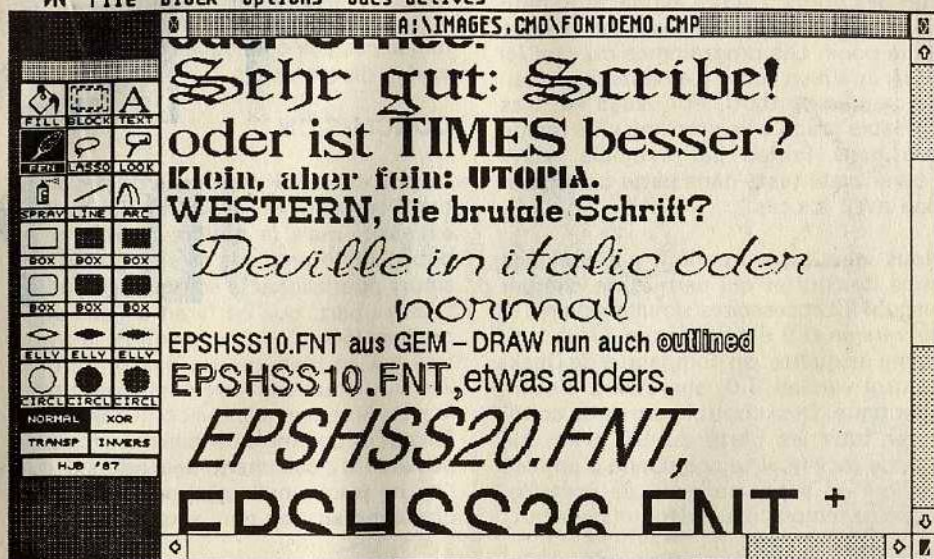 File Block Options
A:\IMAGES.CMD\FONTDEMO.CMP
oder Office.
Sehr gut: Scribe!
oder ist TIMES besser?
Klein, aber fein: UTOPIA.
WESTERN, die brutale Schrift?
Deville in italic oder
normal
EPSHSS10.FNT aus GEM – DRAW nun auch outlined
EPSHSS10.FNT, etwas anders.
EPSHSS20.FNT,
EPSHSS36.FNT
FILL BLOCK TEXT
LASSO LOOK
SPRAY LINE ARC
BOX BOX BOX
BOX BOX BOX
ELLY ELLY ELLY
CIRCL CIRCL CIRCL
NORMAL XOR
TRANSP INVERS
HJB '87